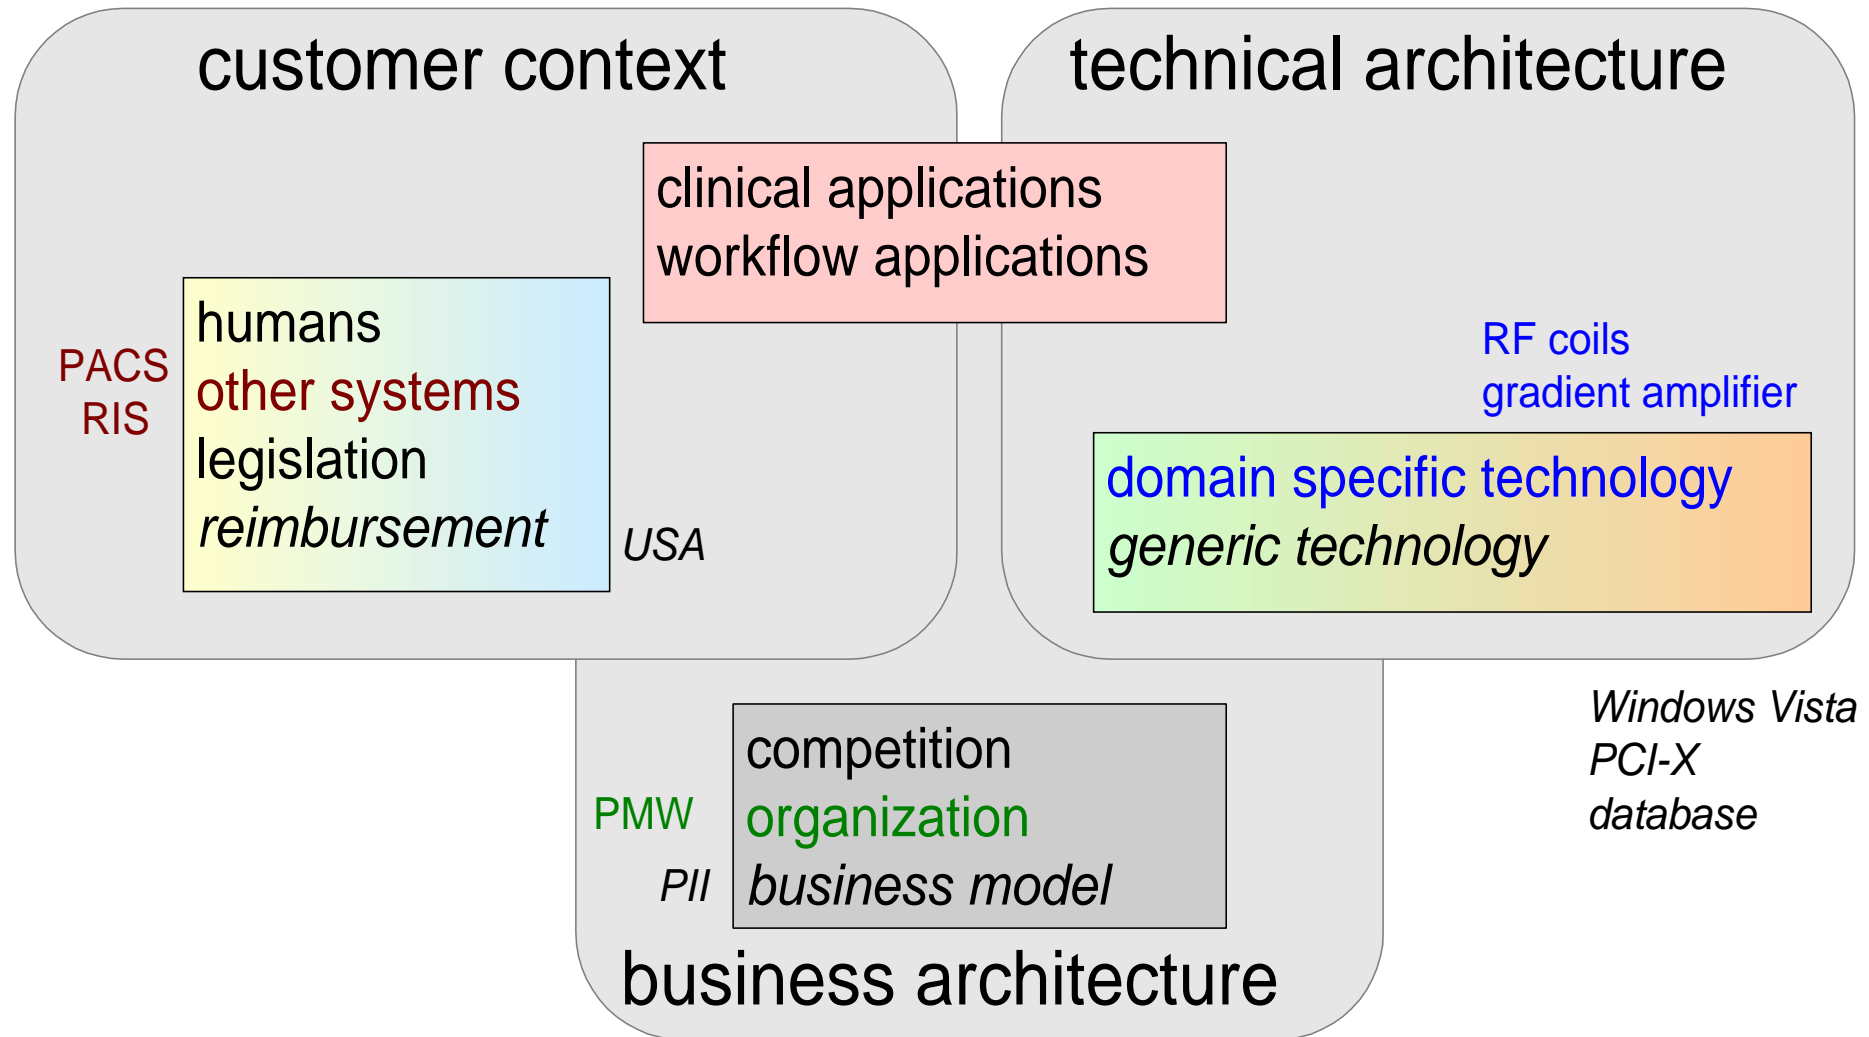 customer context
technical architecture
clinical applications
workflow applications
humans
other systems
legislation
reimbursement
PACS
RIS
USA
RF coils
gradient amplifier
domain specific technology
generic technology
Windows Vista
PCI-X
database
competition
organization
business model
PMW
PII
business architecture